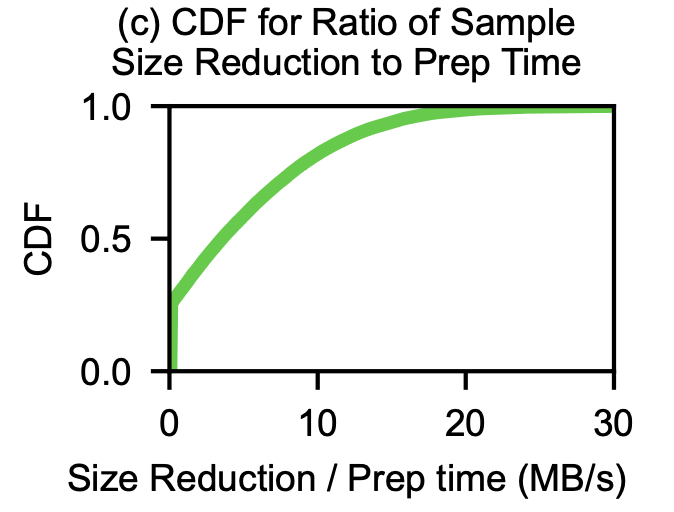 (c) CDF for Ratio of Sample
Size Reduction to Prep Time
1.0
0.5
0.0
CDF
0 10 20 30
Size Reduction / Prep time (MB/s)